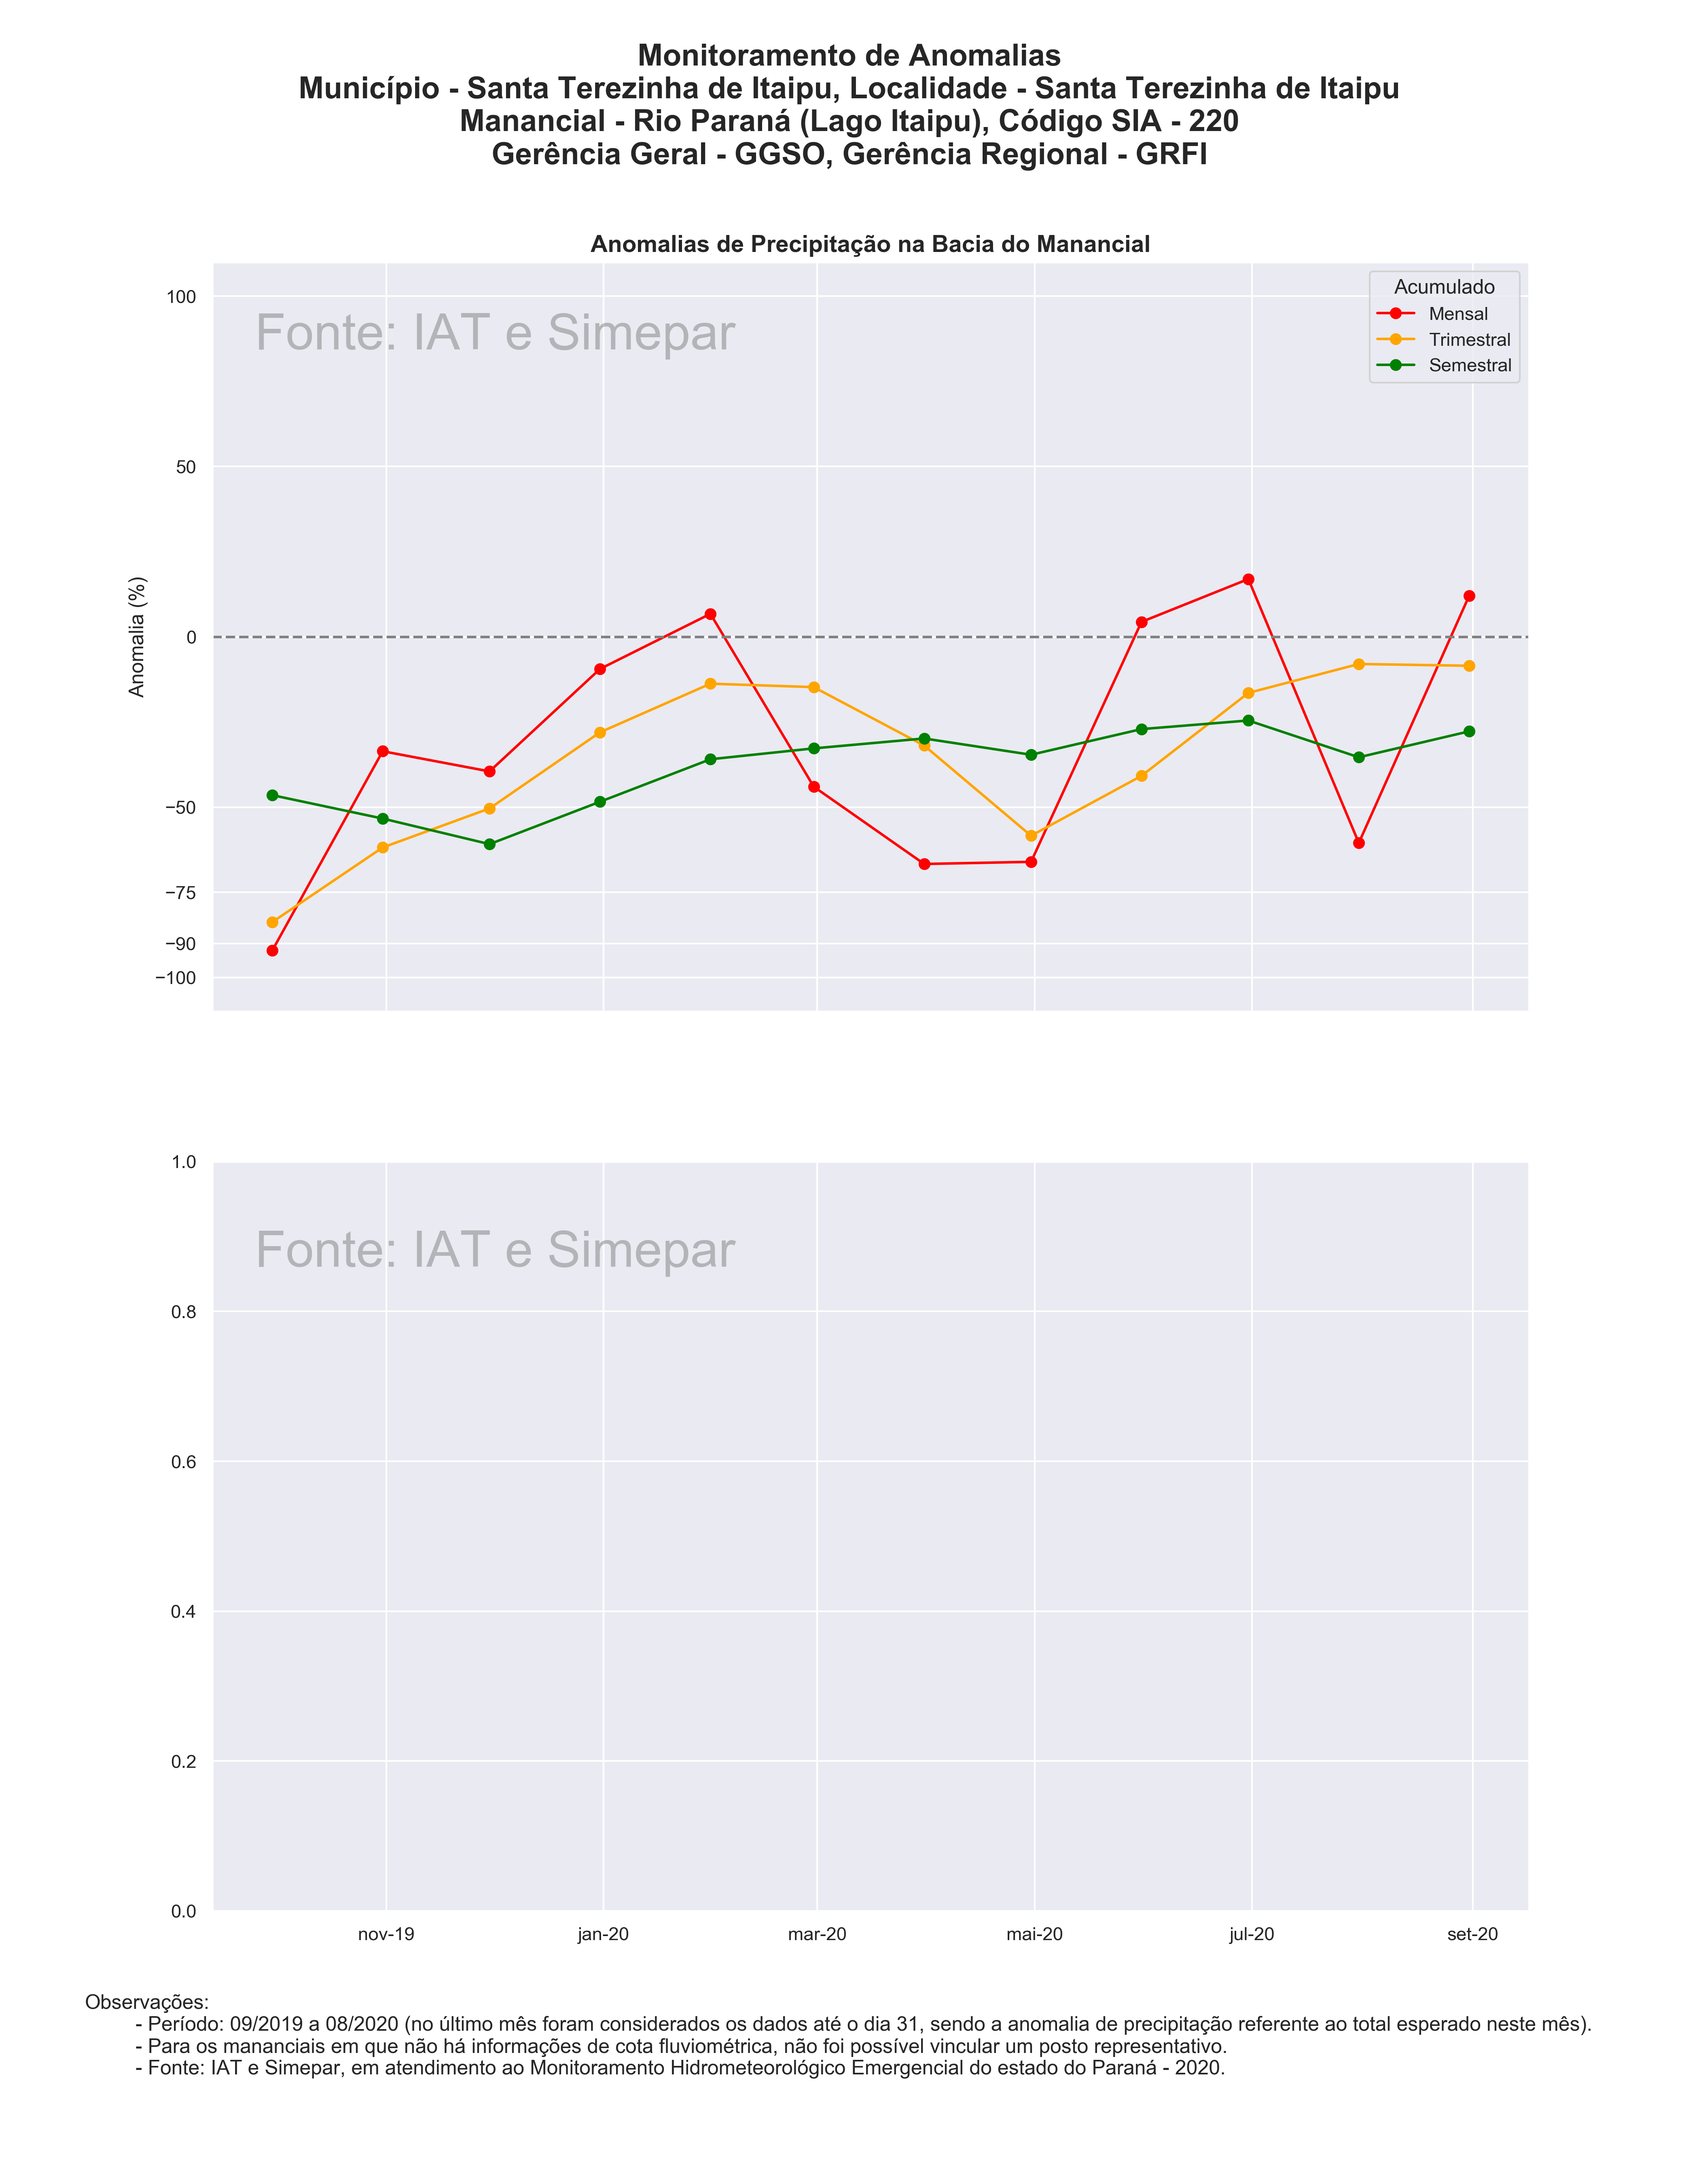 Monitoramento de Anomalias
Município - Santa Terezinha de Itaipu, Localidade - Santa Terezinha de Itaipu
Manancial - Rio Paraná (Lago Itaipu), Código SIA - 220
Gerência Geral - GGSO, Gerência Regional - GRFI
Anomalias de Precipitação na Bacia do Manancial
Fonte: IAT e Simepar
Acumulado
Mensal
Trimestral
Semestral
Anomalia (%)
100
50
0
−50
−75
−90
−100
Fonte: IAT e Simepar
1.0
0.8
0.6
0.4
0.2
0.0
nov-19
jan-20
mar-20
mai-20
jul-20
set-20
Observações:
- Período: 09/2019 a 08/2020 (no último mês foram considerados os dados até o dia 31, sendo a anomalia de precipitação referente ao total esperado neste mês).
- Para os mananciais em que não há informações de cota fluviométrica, não foi possível vincular um posto representativo.
- Fonte: IAT e Simepar, em atendimento ao Monitoramento Hidrometeorológico Emergencial do estado do Paraná - 2020.